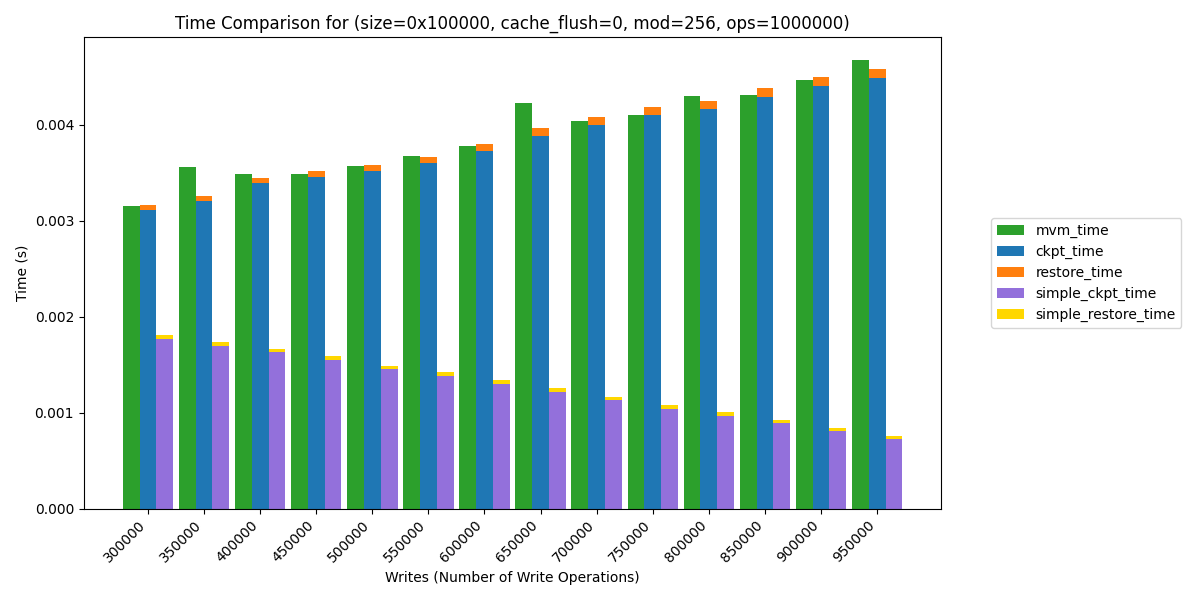 Time Comparison for (size=0x100000, cache_flush=0, mod=256, ops=1000000)
Time (s)
0.004
0.003
0.002
0.001
0.000
300000
350000
400000
450000
500000
550000
600000
650000
700000
750000
800000
850000
900000
950000
Writes (Number of Write Operations)
mvm_time
ckpt_time
restore_time
simple_ckpt_time
simple_restore_time